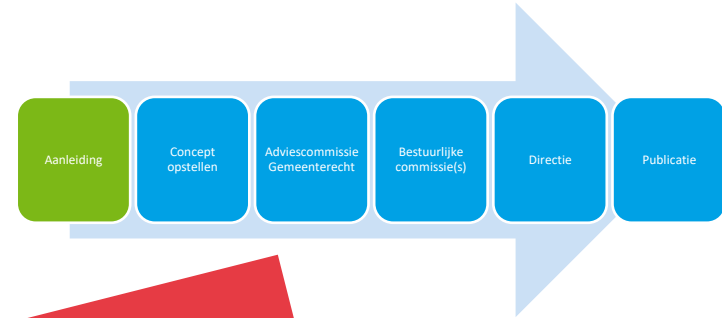 Aanleiding
Concept
opstellen
Adviescommissie
Gemeenterecht
Bestuurlijke
commissie(s)
Directie
Publicatie